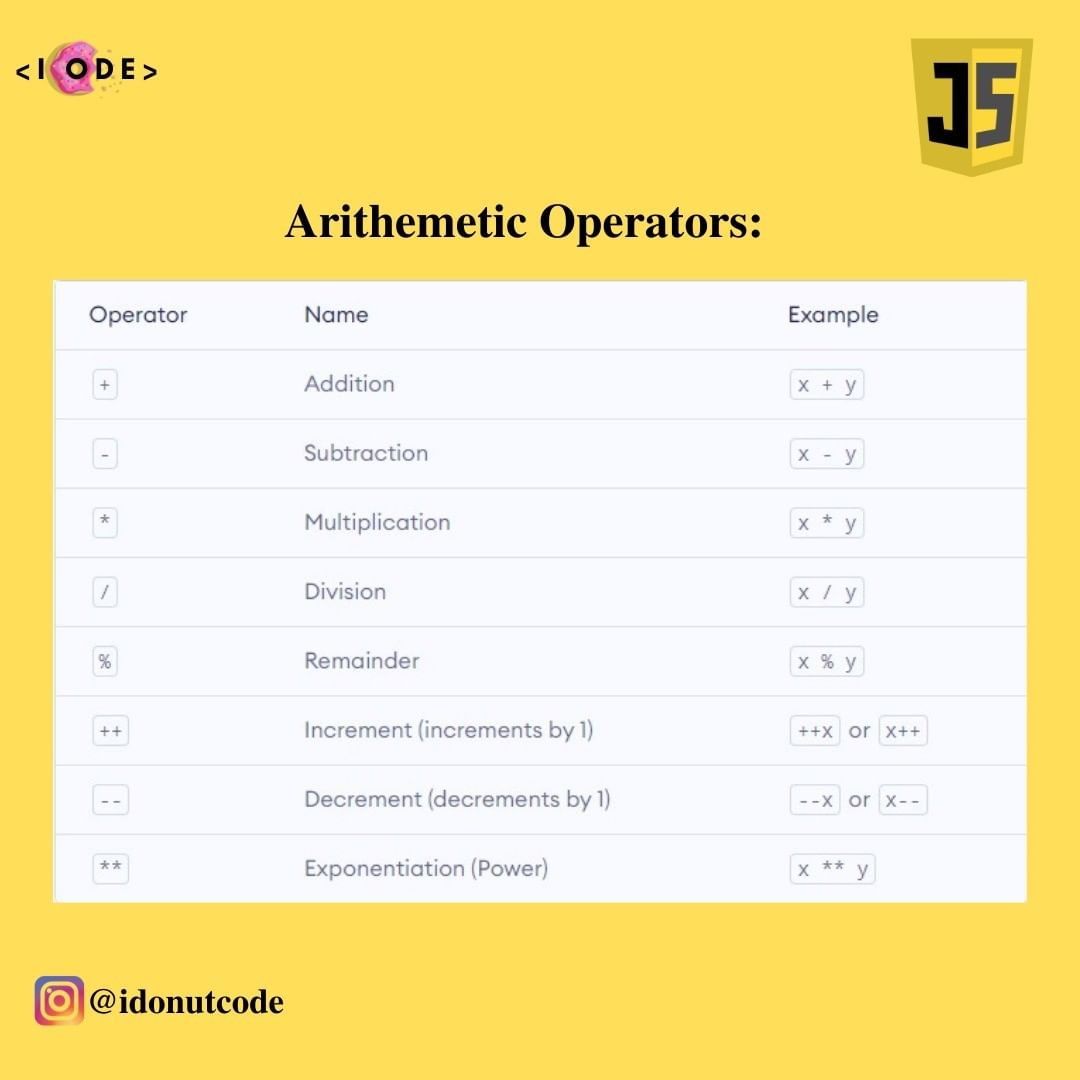 <IODE>
JS
Arithemetic Operators:
Operator Name Example
+ Addition x + y
- Subtraction x - y
* Multiplication x * y
/ Division x / y
% Remainder x % y
++ Increment (increments by 1) ++x or x++
-- Decrement (decrements by 1) --x or x--
** Exponentiation (Power) x ** y
@idonutcode